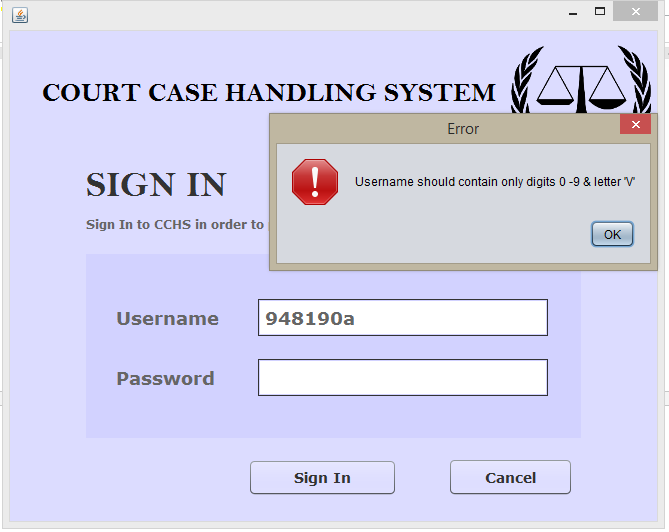 COURT CASE HANDLING SYSTEM
Error
Username should contain only digits 0 -9 & letter 'V'
OK
SIGN IN
Sign In to CCHS in order to
Username
948190a
Password
Sign In
Cancel